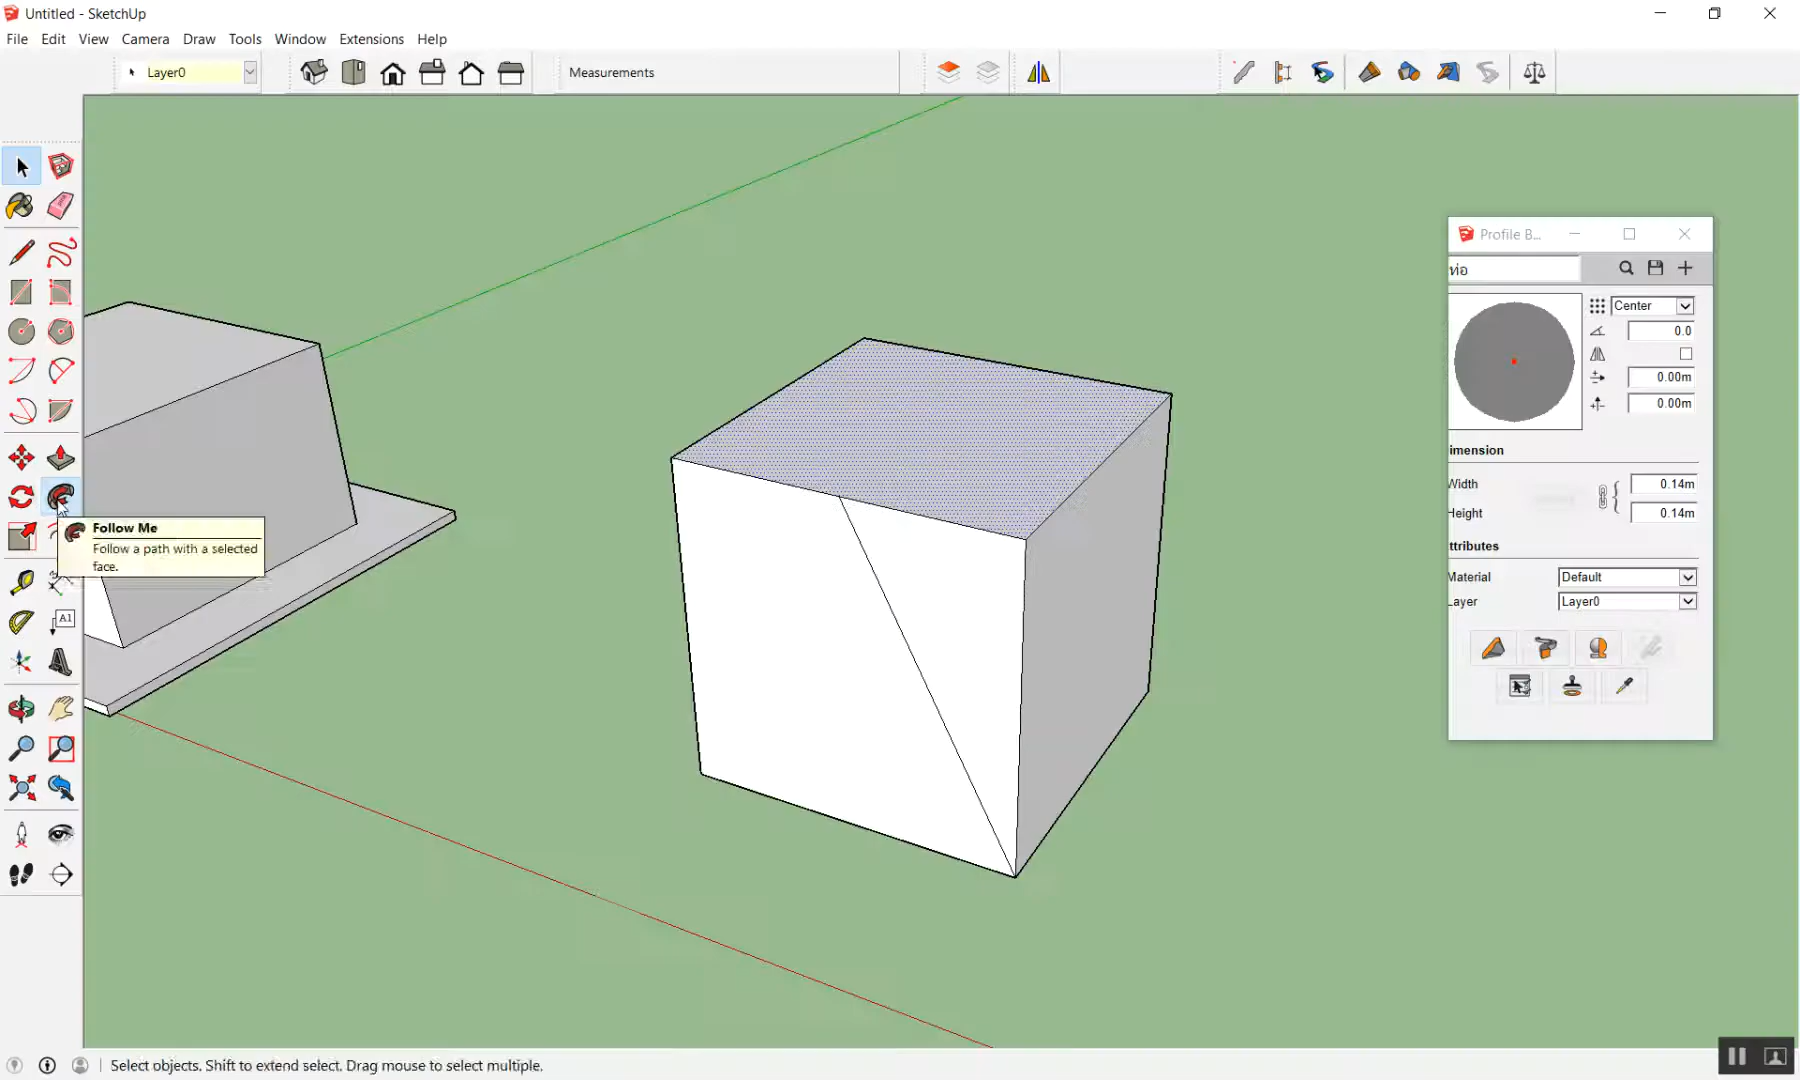 Untitled - SketchUp
File Edit View Camera Draw Tools Window Extensions Help
Layer0
Measurements
Profile B...
ท่อ
Center
0.0
0.00m
0.00m
imension
Width 0.14m
Height 0.14m
ttributes
Material Default
Layer Layer0
Follow Me
Follow a path with a selected
face.
A1
Select objects. Shift to extend select. Drag mouse to select multiple.